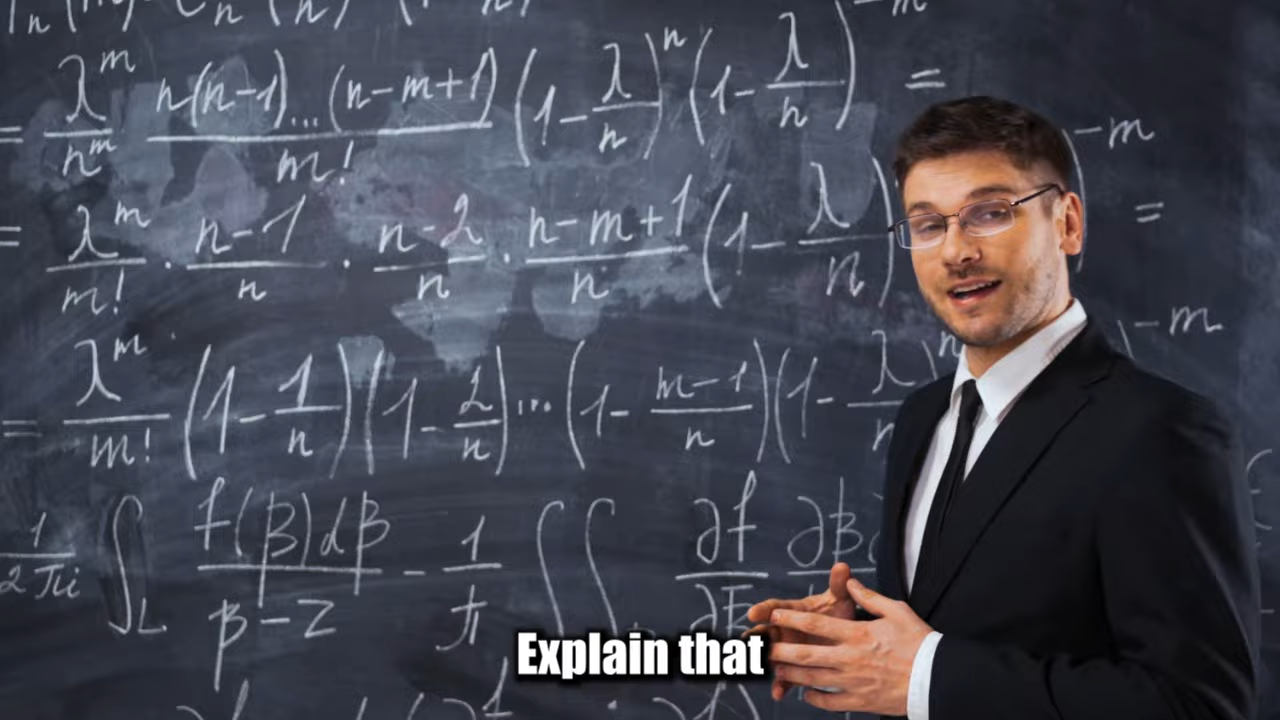 = λ^m/n^m n(n-1)...(n-m+1)/m! (1-λ/n)^n (1-λ/n)^-m =
= λ^m/m! · n-1/n · n-2/n · n-m+1/n (1-λ/n) -m =
= λ^m/m! (1-1/n)(1-2/n)...(1-m-1/n)(1-λ/n)^n -m
1/2πi ∫L f(β)dβ/β-z - 1/π ∫∫ ∂f ∂β
Explain that